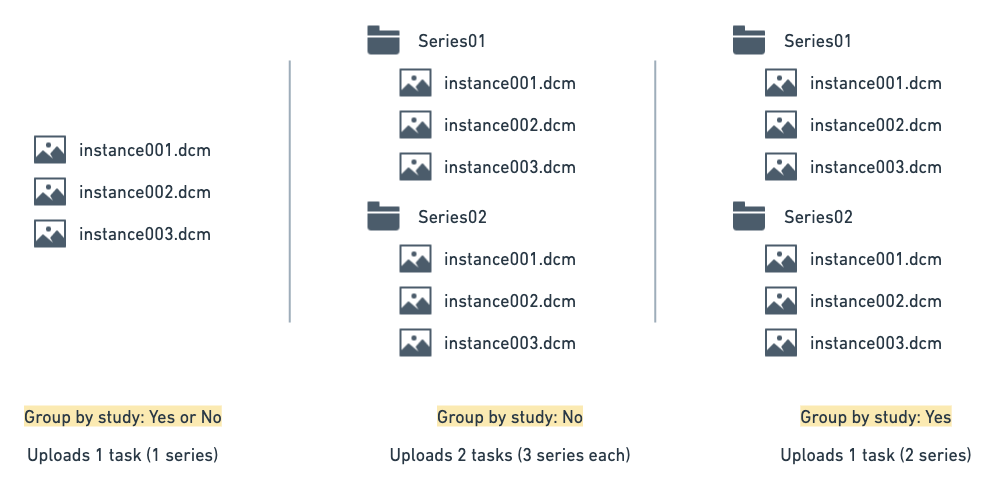 instance001.dcm
instance002.dcm
instance003.dcm
Group by study: Yes or No
Uploads 1 task (1 series)
Series01
instance001.dcm
instance002.dcm
instance003.dcm
Series02
instance001.dcm
instance002.dcm
instance003.dcm
Group by study: No
Uploads 2 tasks (3 series each)
Series01
instance001.dcm
instance002.dcm
instance003.dcm
Series02
instance001.dcm
instance002.dcm
instance003.dcm
Group by study: Yes
Uploads 1 task (2 series)